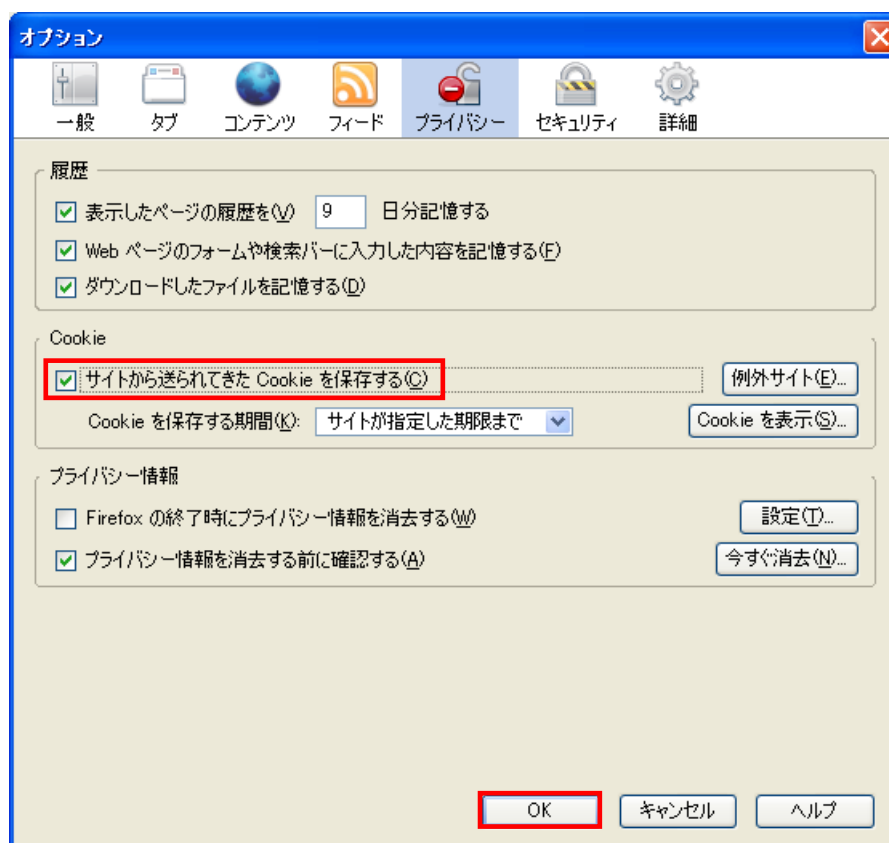 オプション
一般 タブ コンテンツ フィード プライバシー セキュリティ 詳細
履歴
表示したページの履歴を(V) 9 日分記憶する
Web ページのフォームや検索バーに入力した内容を記憶する(F)
ダウンロードしたファイルを記憶する(D)
Cookie
サイトから送られてきた Cookie を保存する(C) 例外サイト(E)...
Cookie を保存する期間(K): サイトが指定した期限まで Cookie を表示(S)...
プライバシー情報
Firefox の終了時にプライバシー情報を消去する(W) 設定(T)...
プライバシー情報を消去する前に確認する(A) 今すぐ消去(N)...
OK キャンセル ヘルプ